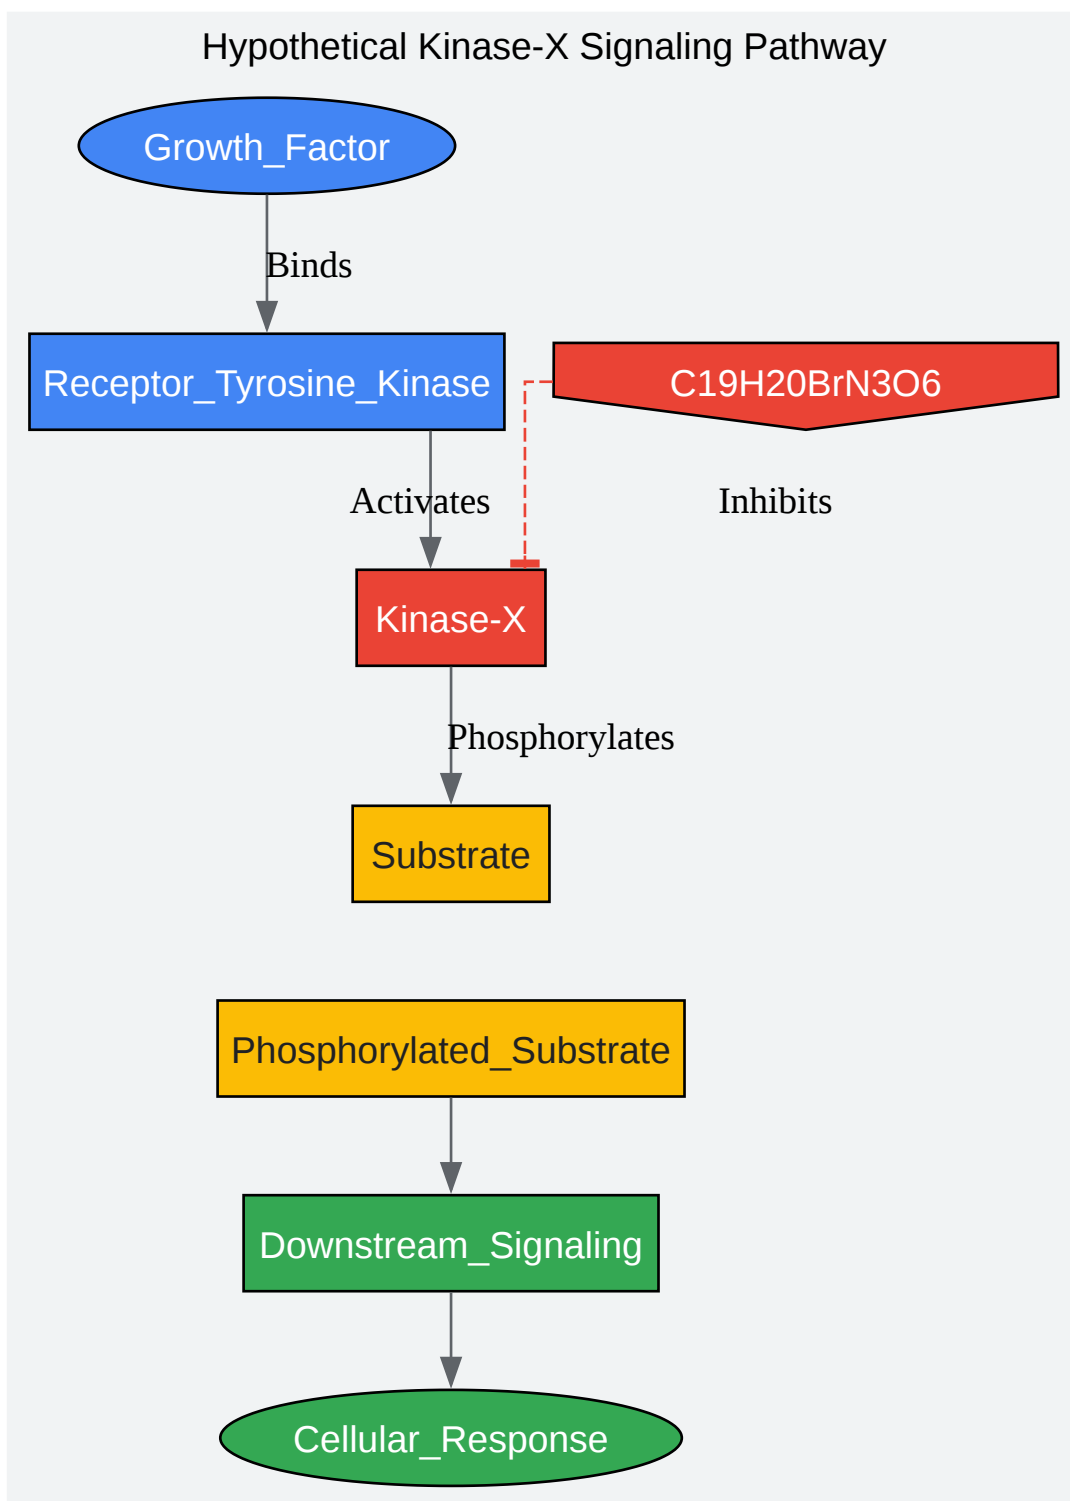 Hypothetical Kinase-X Signaling Pathway
Growth_Factor
Binds
Receptor_Tyrosine_Kinase
C19H20BrN3O6
Activates
Inhibits
Kinase-X
Phosphorylates
Substrate
Phosphorylated_Substrate
Downstream_Signaling
Cellular_Response